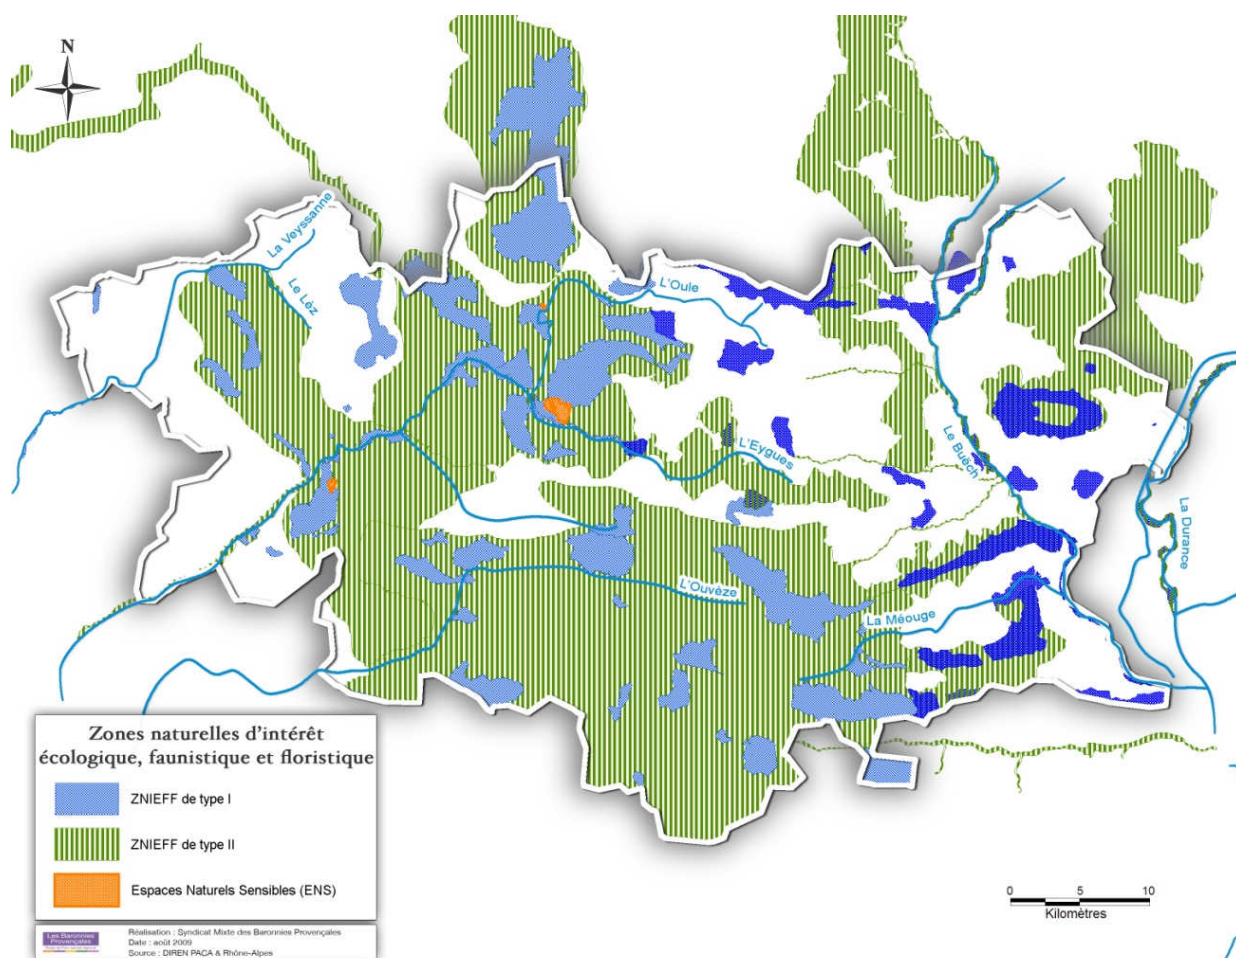 N
La Veyssanne
Le Lèz
L'Oule
L'Eygues
Le Buëch
La Durance
L'Ouvèze
La Méouge
Zones naturelles d'intérêt
écologique, faunistique et floristique
ZNIEFF de type I
ZNIEFF de type II
Espaces Naturels Sensibles (ENS)
0 5 10
Kilomètres
Les Baronnies
Provençales
Réalisation : Syndicat Mixte des Baronnies Provençales
Date : août 2009
Source : DIREN PACA & Rhône-Alpes